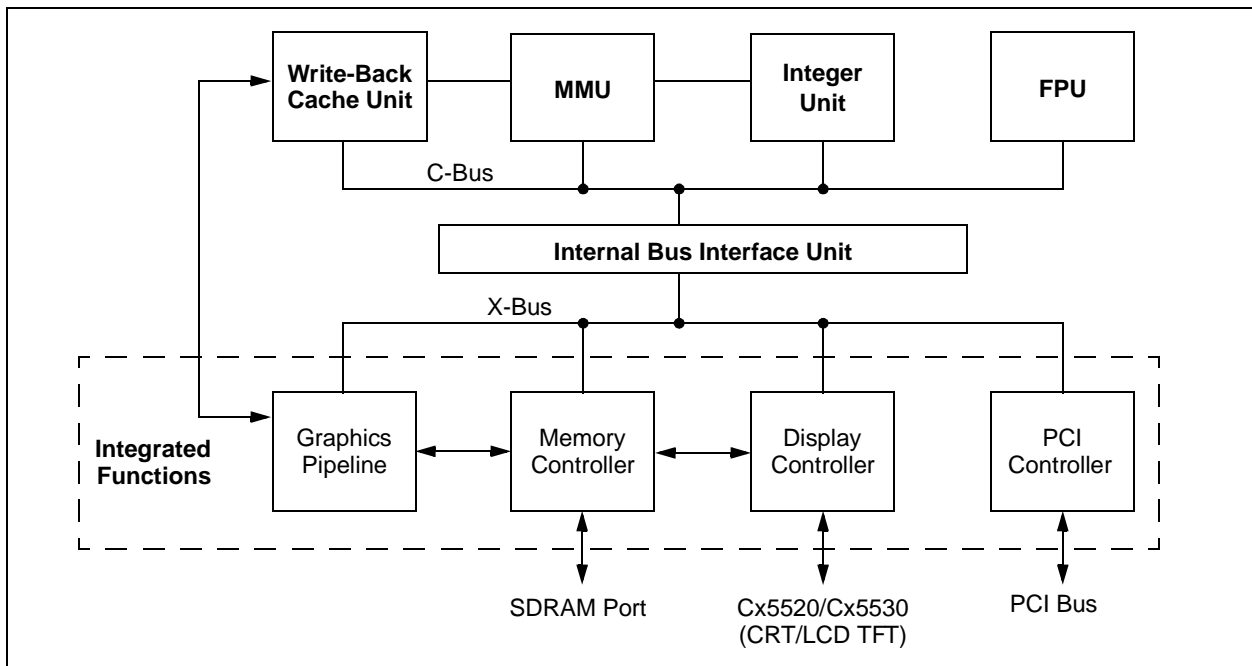 Write-Back
Cache Unit
MMU
Integer
Unit
FPU
C-Bus
Internal Bus Interface Unit
X-Bus
Integrated
Functions
Graphics
Pipeline
Memory
Controller
Display
Controller
PCI
Controller
SDRAM Port
Cx5520/Cx5530
(CRT/LCD TFT)
PCI Bus